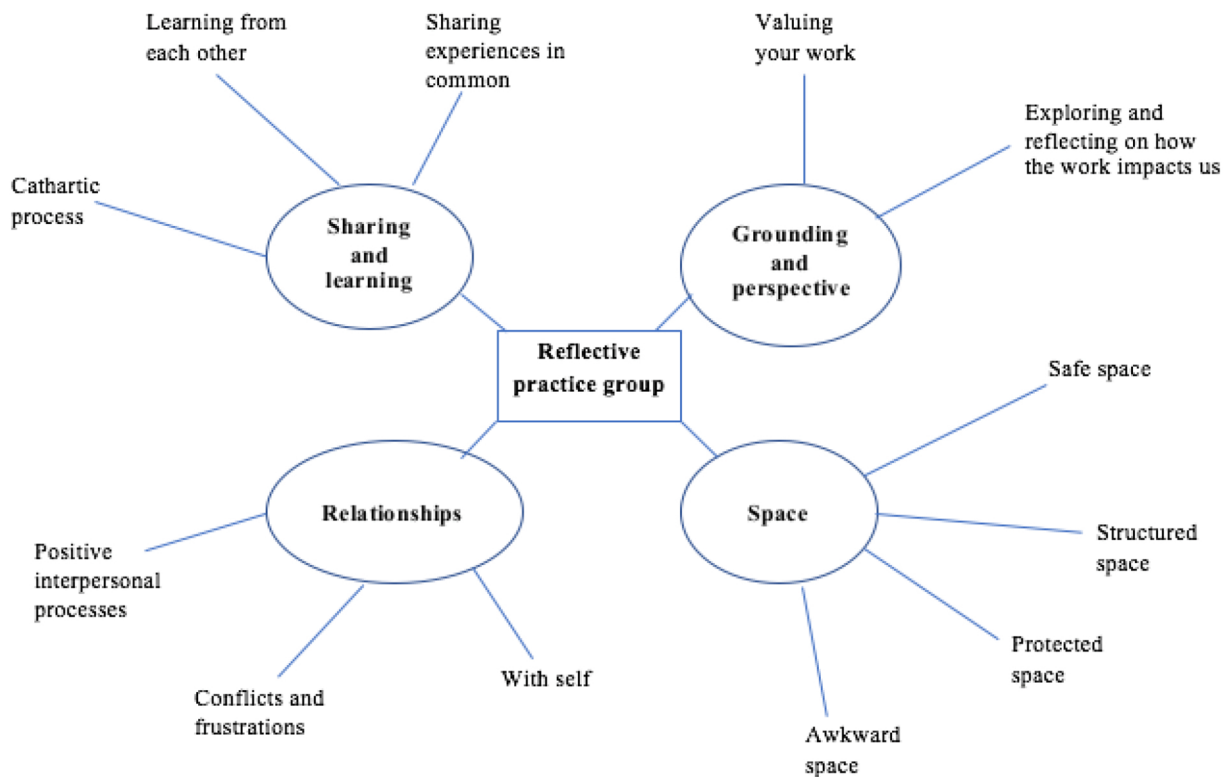 Learning from
each other
Sharing
experiences in
common
Valuing
your work
Exploring and
reflecting on how
the work impacts us
Cathartic
process
Sharing
and
learning
Grounding
and
perspective
Reflective
practice group
Safe space
Relationships
Space
Structured
space
Positive
interpersonal
processes
Protected
space
With self
Conflicts and
frustrations
Awkward
space